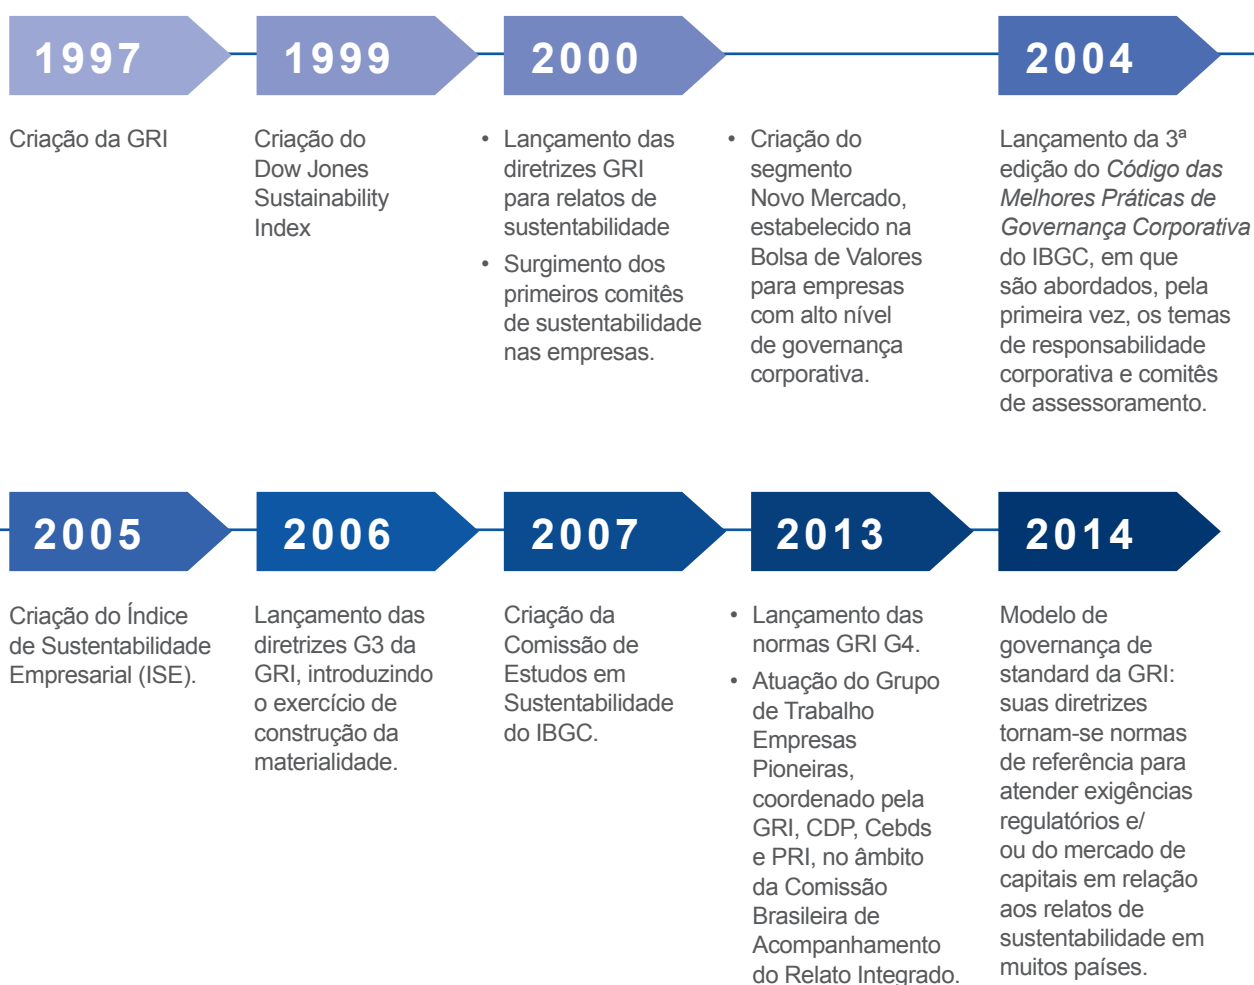 1997
Criação da GRI
1999
Criação do
Dow Jones
Sustainability
Index
2000
• Lançamento das
diretrizes GRI
para relatos de
sustentabilidade
• Surgimento dos
primeiros comitês
de sustentabilidade
nas empresas.
• Criação do
segmento
Novo Mercado,
estabelecido na
Bolsa de Valores
para empresas
com alto nível
de governança
corporativa.
2004
Lançamento da 3ª
edição do Código das
Melhores Práticas de
Governança Corporativa
do IBGC, em que
são abordados, pela
primeira vez, os temas
de responsabilidade
corporativa e comitês
de assessoramento.
2005
Criação do Índice
de Sustentabilidade
Empresarial (ISE).
2006
Lançamento das
diretrizes G3 da
GRI, introduzindo
o exercício de
construção da
materialidade.
2007
Criação da
Comissão de
Estudos em
Sustentabilidade
do IBGC.
2013
• Lançamento das
normas GRI G4.
• Atuação do Grupo
de Trabalho
Empresas
Pioneiras,
coordenado pela
GRI, CDP, Cebds
e PRI, no âmbito
da Comissão
Brasileira de
Acompanhamento
do Relato Integrado.
2014
Modelo de
governança de
standard da GRI:
suas diretrizes
tornam-se normas
de referência para
atender exigências
regulatórios e/
ou do mercado de
capitais em relação
aos relatos de
sustentabilidade em
muitos países.